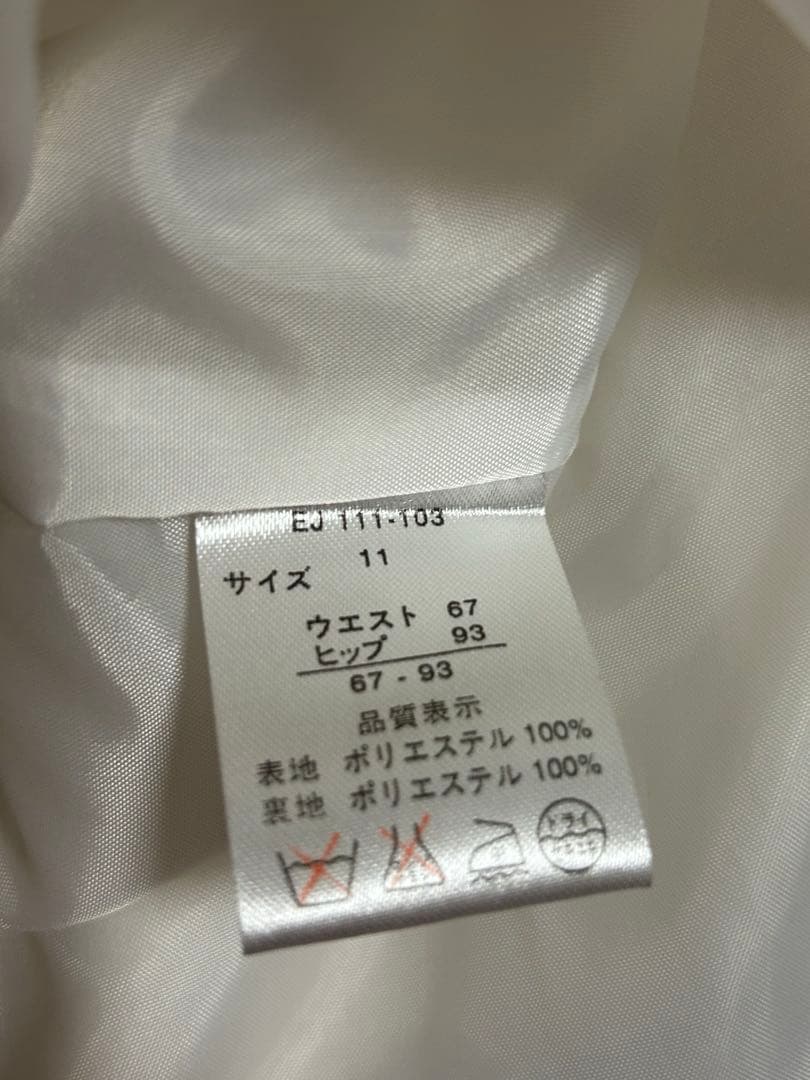 EJ 111-103
サイズ 11
ウエスト 67
ヒップ 93
67 - 93
品質表示
表地 ポリエステル 100%
裏地 ポリエステル 100%
ドライ